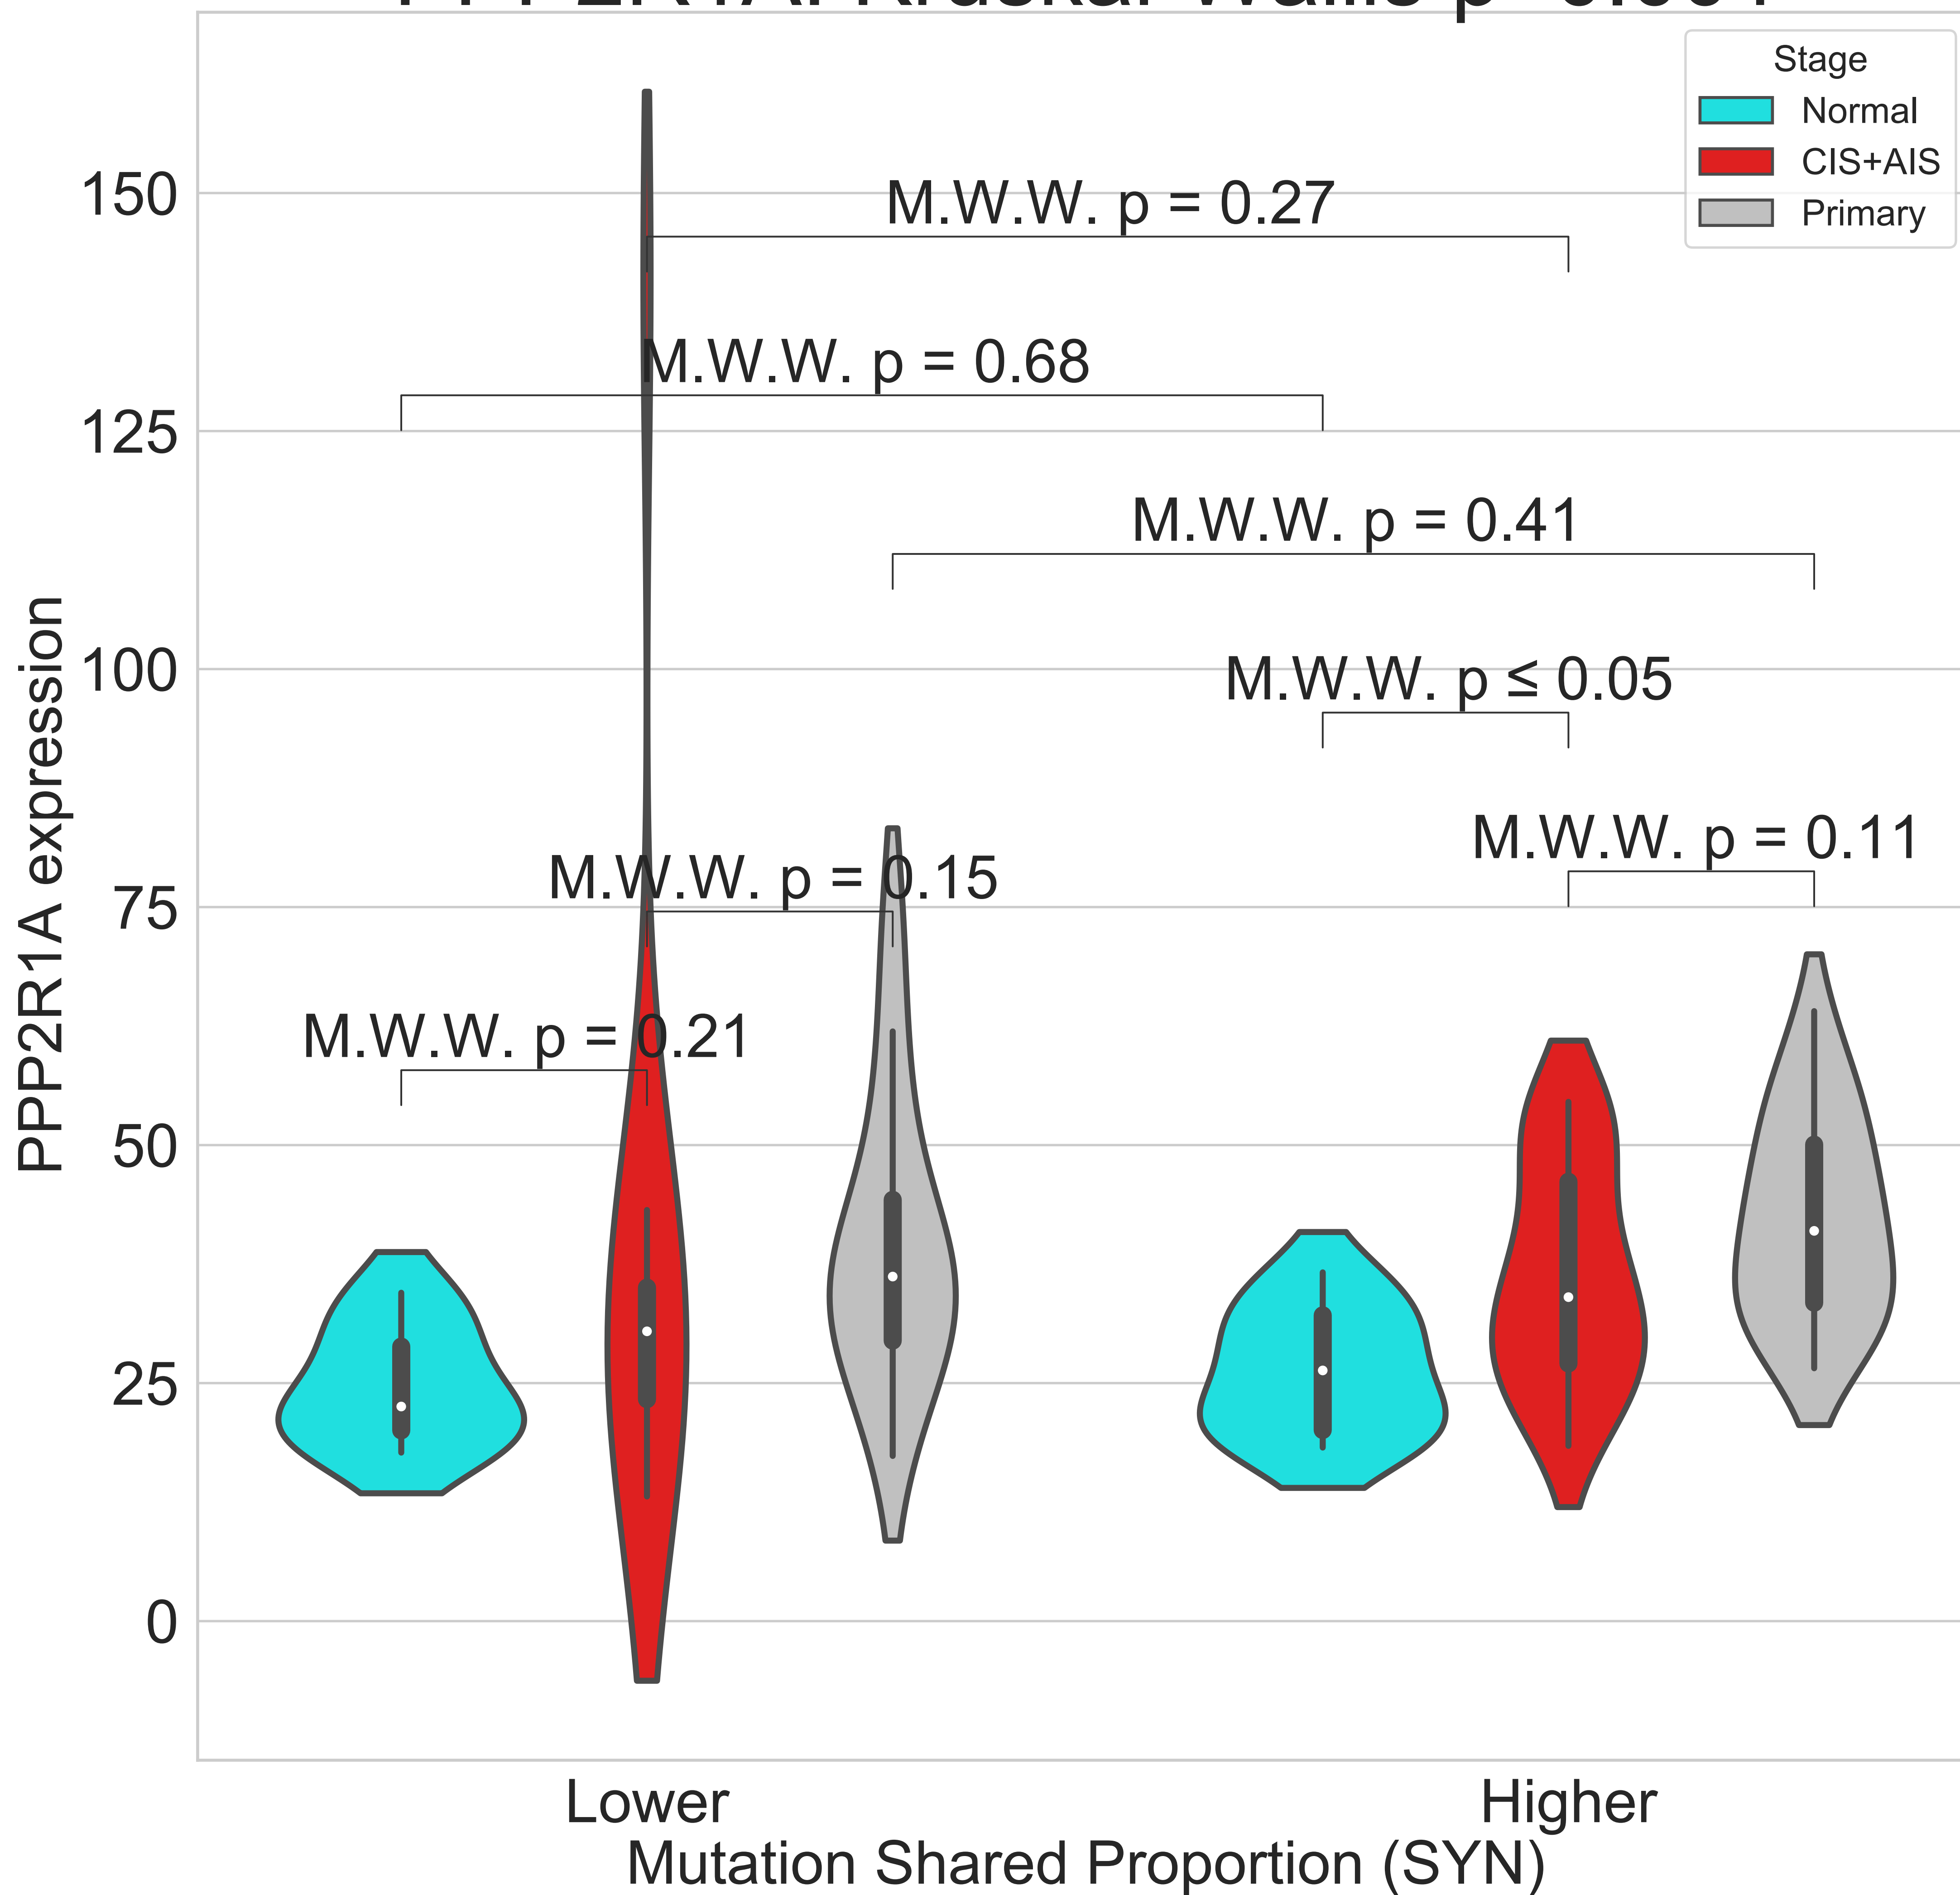 Stage
Normal
CIS+AIS
Primary
150
125
100
75
50
25
0
PPP2R1A expression
M.W.W. p = 0.27
M.W.W. p = 0.68
M.W.W. p = 0.41
M.W.W. p ≤ 0.05
M.W.W. p = 0.11
M.W.W. p = 0.15
M.W.W. p = 0.21
Lower
Higher
Mutation Shared Proportion (SYN)